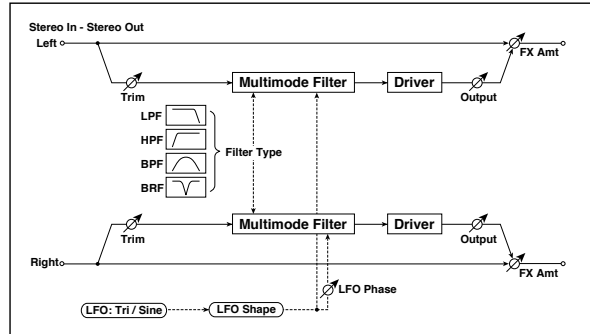 Stereo In - Stereo Out
Left
FX Amt
Trim
Multimode Filter
Driver
Output
LPF
HPF
BPF
BRF
Filter Type
Trim
Multimode Filter
Driver
Output
Right
FX Amt
LFO Phase
LFO: Tri / Sine
LFO Shape